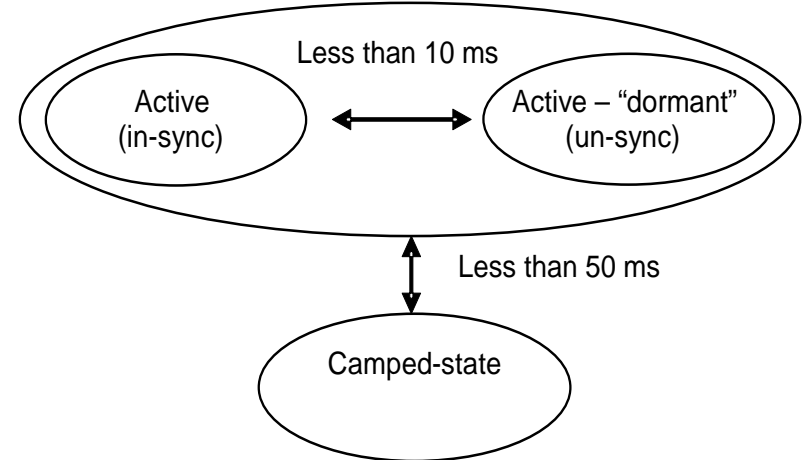 Less than 10 ms
Active
(in-sync)
Active – “dormant”
(un-sync)
Less than 50 ms
Camped-state